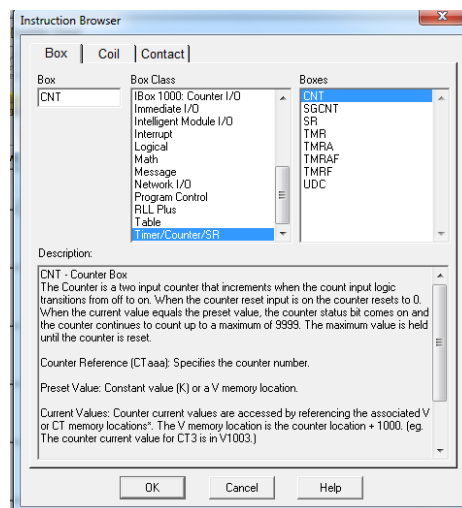 Instruction Browser
Box Coil Contact
Box Box Class Boxes
CNT
IBox 1000: Counter I/O
Immediate I/O
Intelligent Module I/O
Interrupt
Logical
Math
Message
Network I/O
Program Control
RLL Plus
Table
Timer/Counter/SR
CNT
SGCNT
SR
TMR
TMRA
TMRAF
TMRF
UDC
Description:
CNT - Counter Box
The Counter is a two input counter that increments when the count input logic
transitions from off to on. When the counter reset input is on the counter resets to 0.
When the current value equals the preset value, the counter status bit comes on and
the counter continues to count up to a maximum of 9999. The maximum value is held
until the counter is reset.
Counter Reference (CTaaa): Specifies the counter number.
Preset Value: Constant value (K) or a V memory location.
Current Values: Counter current values are accessed by referencing the associated V
or CT memory locations*. The V memory location is the counter location + 1000. (eg.
The counter current value for CT3 is in V1003.)
OK Cancel Help